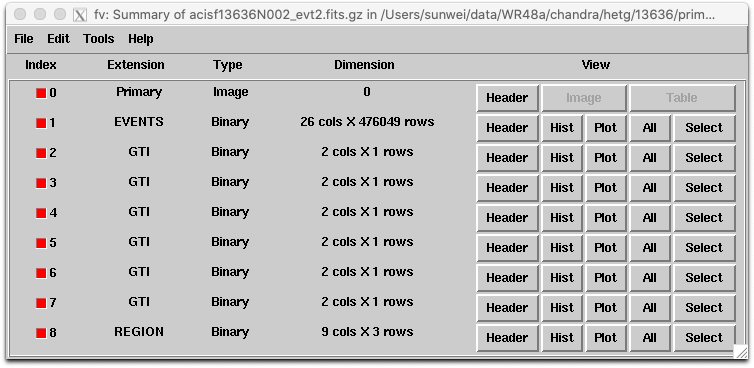 fv: Summary of acisf13636N002_evt2.fits.gz in /Users/sunwei/data/WR48a/chandra/hetg/13636/prim...
File Edit Tools Help
Index Extension Type Dimension View
0 Primary Image 0 Header Image Table
1 EVENTS Binary 26 cols X 476049 rows Header Hist Plot All Select
2 GTI Binary 2 cols X 1 rows Header Hist Plot All Select
3 GTI Binary 2 cols X 1 rows Header Hist Plot All Select
4 GTI Binary 2 cols X 1 rows Header Hist Plot All Select
5 GTI Binary 2 cols X 1 rows Header Hist Plot All Select
6 GTI Binary 2 cols X 1 rows Header Hist Plot All Select
7 GTI Binary 2 cols X 1 rows Header Hist Plot All Select
8 REGION Binary 9 cols X 3 rows Header Hist Plot All Select